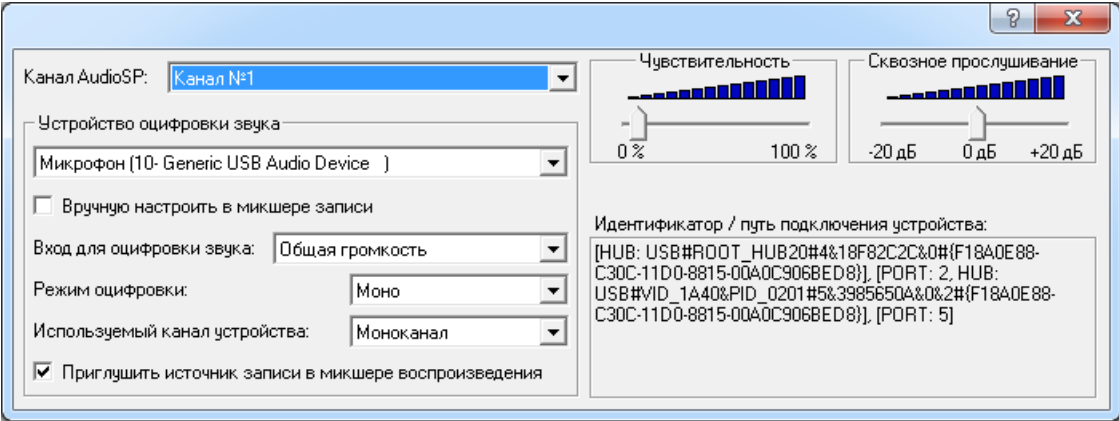 Канал AudioSP:
Канал №1
Устройство оцифровки звука
Микрофон (10- Generic USB Audio Device )
Вручную настроить в микшере записи
Вход для оцифровки звука:
Общая громкость
Режим оцифровки:
Моно
Используемый канал устройства:
Моноканал
Приглушить источник записи в микшере воспроизведения
Чувствительность
0 % 100 %
Сквозное прослушивание
-20 дБ 0 дБ +20 дБ
Идентификатор / путь подключения устройства:
[HUB: USB#ROOT_HUB20#4&18F82C2C&0#{F18A0E88-
C30C-11D0-8815-00A0C906BED8}], [PORT: 2, HUB:
USB#VID_1A40&PID_0201#5&3985650A&0&2#{F18A0E88-
C30C-11D0-8815-00A0C906BED8}], [PORT: 5]